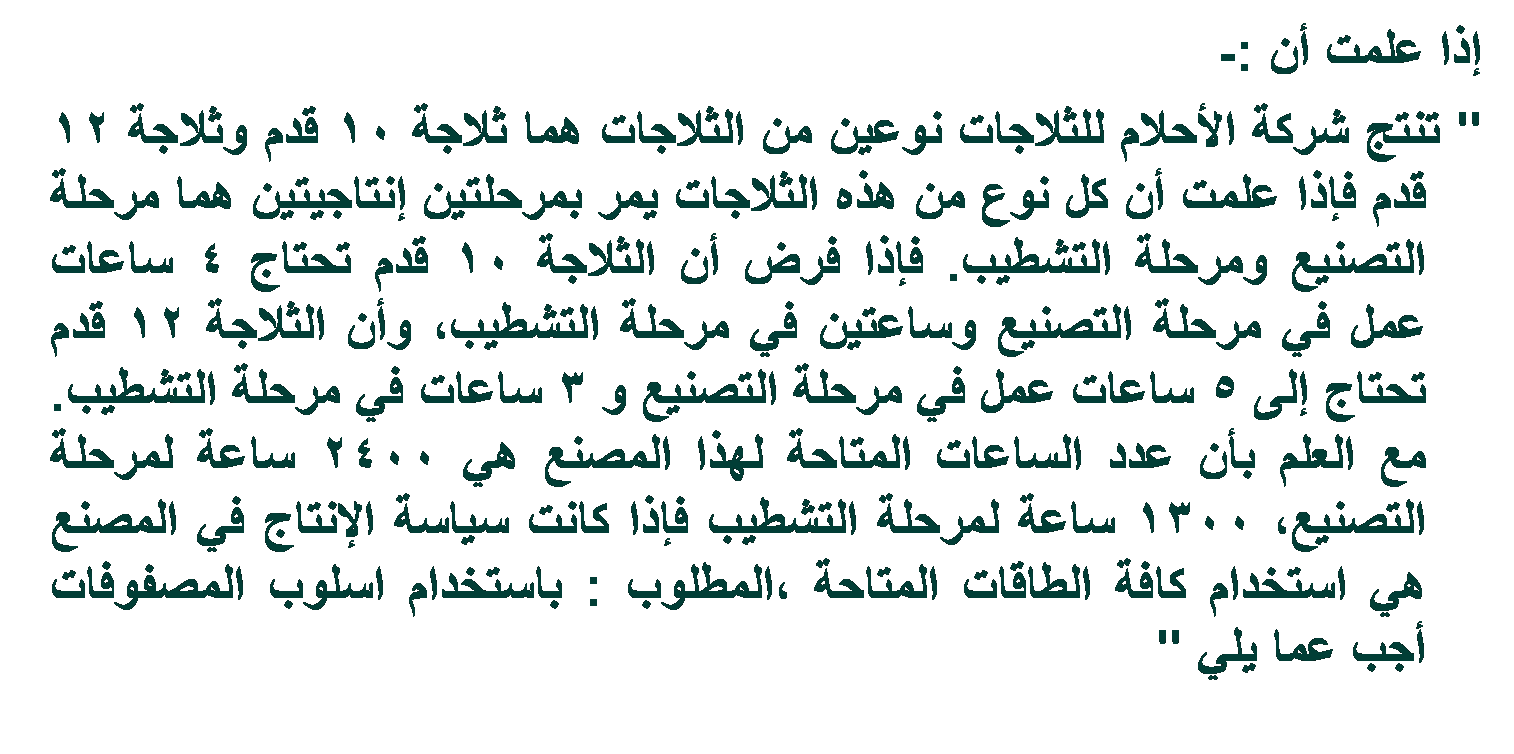 إذا علمت أن :-
" تنتج شركة الأحلام للثلاجات نوعين من الثلاجات هما ثلاجة ١٠ قدم وثلاجة ١٢
قدم فإذا علمت أن كل نوع من هذه الثلاجات يمر بمرحلتين إنتاجيتين هما مرحلة
التصنيع ومرحلة التشطيب. فإذا فرض أن الثلاجة ١٠ قدم تحتاج ٤ ساعات
عمل في مرحلة التصنيع وساعتين في مرحلة التشطيب، وأن الثلاجة ١٢ قدم
تحتاج إلى ٥ ساعات عمل في مرحلة التصنيع و ٣ ساعات في مرحلة التشطيب.
مع العلم بأن عدد الساعات المتاحة لهذا المصنع هي ٢٤٠٠ ساعة لمرحلة
التصنيع، ١٣٠٠ ساعة لمرحلة التشطيب فإذا كانت سياسة الإنتاج في المصنع
هي استخدام كافة الطاقات المتاحة ،المطلوب : باستخدام اسلوب المصفوفات
أجب عما يلي "